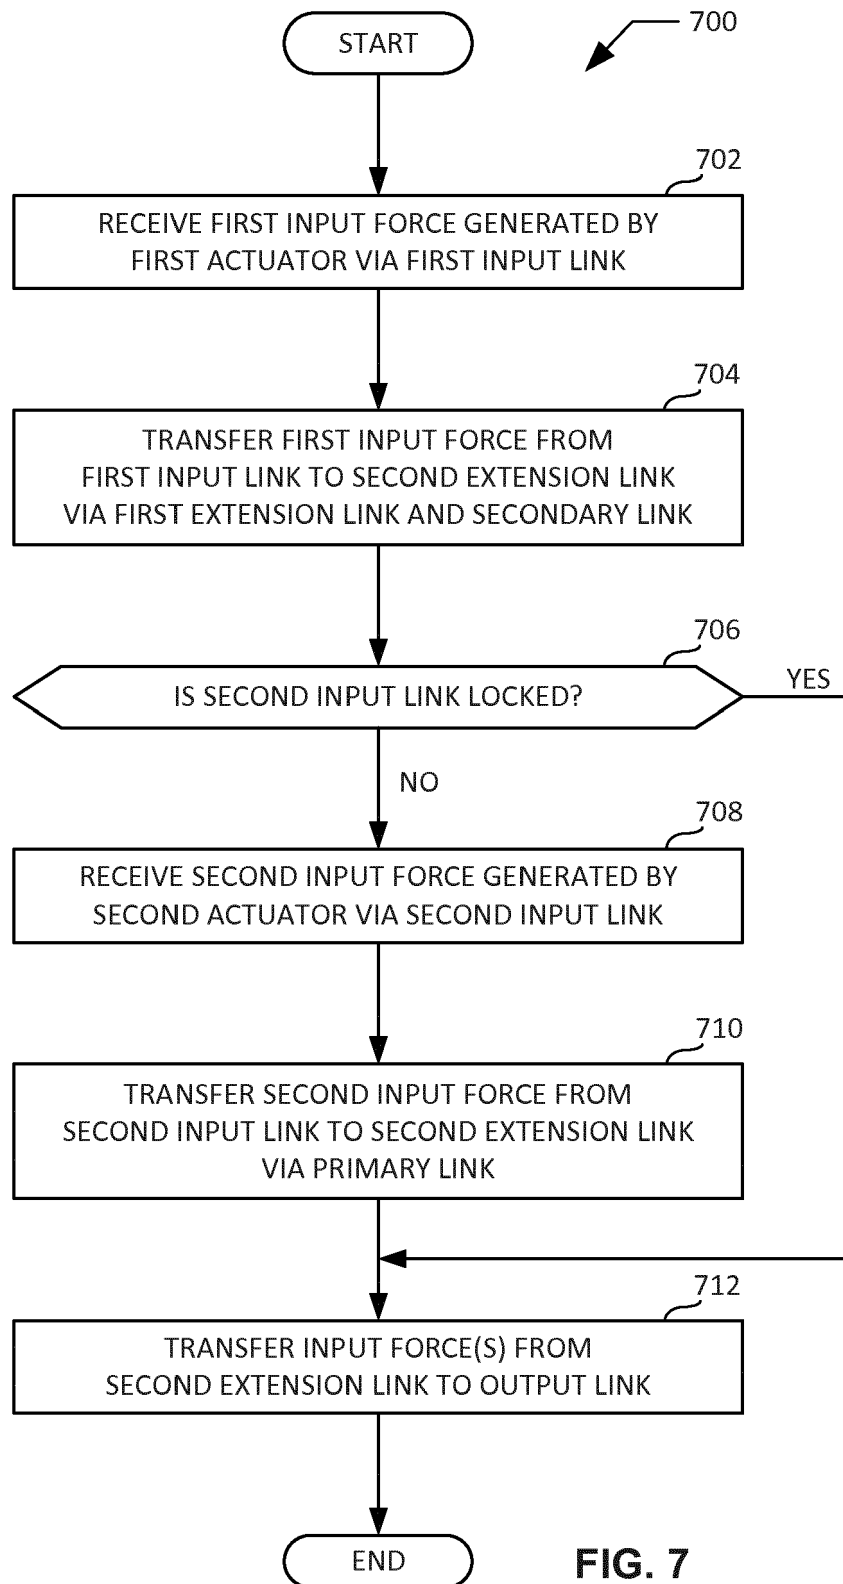 START
700
702
RECEIVE FIRST INPUT FORCE GENERATED BY
FIRST ACTUATOR VIA FIRST INPUT LINK
704
TRANSFER FIRST INPUT FORCE FROM
FIRST INPUT LINK TO SECOND EXTENSION LINK
VIA FIRST EXTENSION LINK AND SECONDARY LINK
706
IS SECOND INPUT LINK LOCKED?
YES
NO
708
RECEIVE SECOND INPUT FORCE GENERATED BY
SECOND ACTUATOR VIA SECOND INPUT LINK
710
TRANSFER SECOND INPUT FORCE FROM
SECOND INPUT LINK TO SECOND EXTENSION LINK
VIA PRIMARY LINK
712
TRANSFER INPUT FORCE(S) FROM
SECOND EXTENSION LINK TO OUTPUT LINK
END
FIG. 7